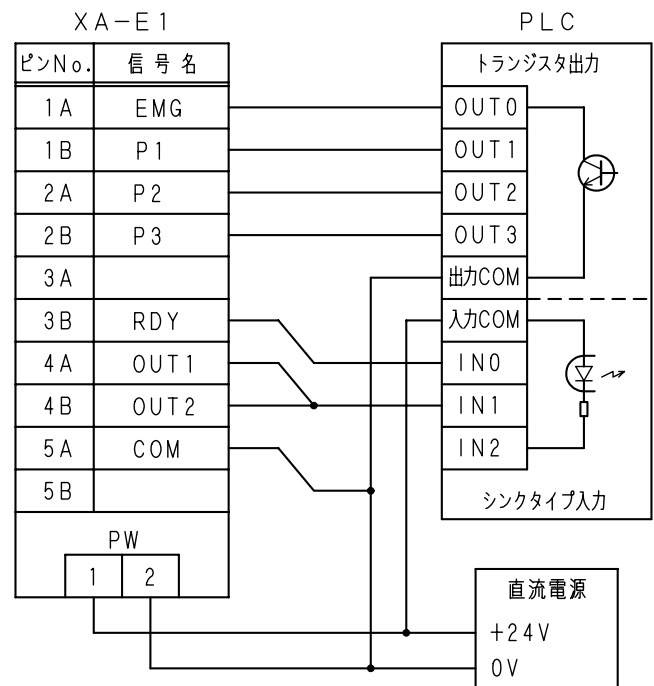 XA-E1
ピンNo. 信号名
1A EMG
1B P1
2A P2
2B P3
3A
3B RDY
4A OUT1
4B OUT2
5A COM
5B
PW
1 2
PLC
トランジスタ出力
OUT0
OUT1
OUT2
OUT3
出力COM
入力COM
IN0
IN1
IN2
シンクタイプ入力
直流電源
+24V
0V